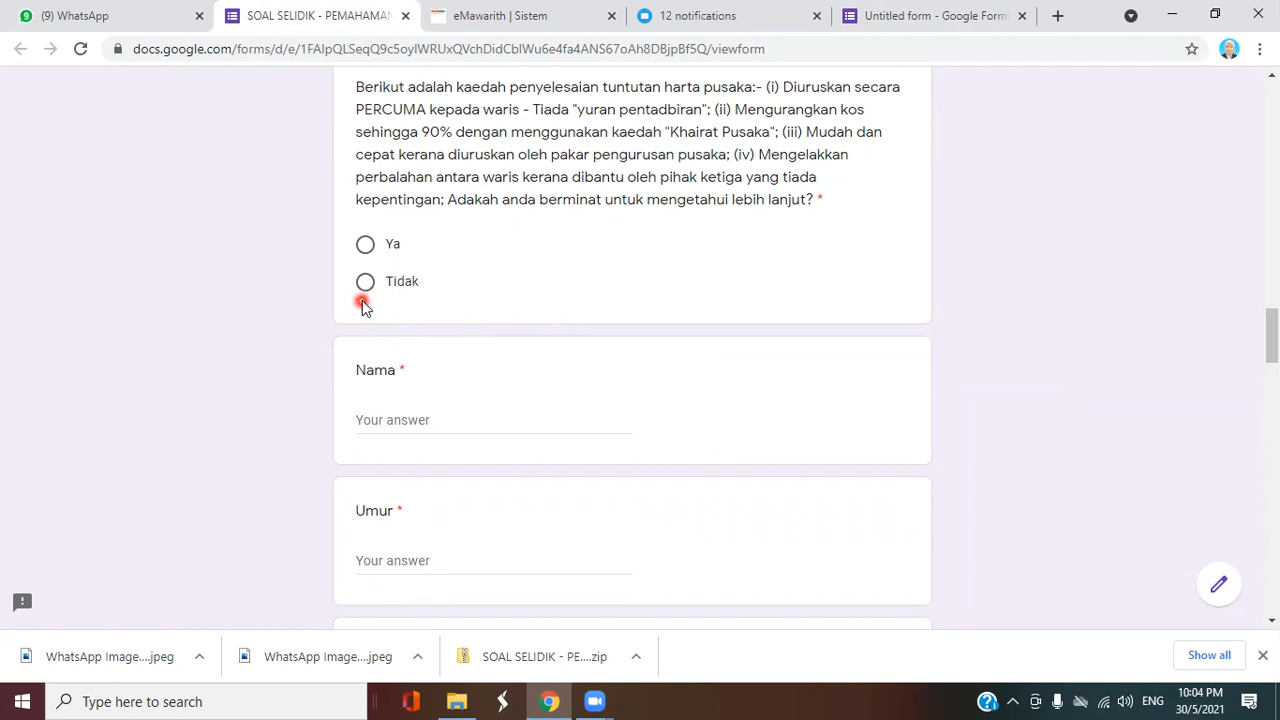 (9) WhatsApp
SOAL SELIDIK - PEMAHAMAN
eMawarith | Sistem
12 notifications
Untitled form - Google Form
docs.google.com/forms/d/e/1FAIpQLSeqQ9c5oylWRUxQVchDidCbIWu6e4fa4ANS67oAh8DBjpBf5Q/viewform
Berikut adalah kaedah penyelesaian tuntutan harta pusaka:- (i) Diuruskan secara
PERCUMA kepada waris - Tiada "yuran pentadbiran"; (ii) Mengurangkan kos
sehingga 90% dengan menggunakan kaedah "Khairat Pusaka"; (iii) Mudah dan
cepat kerana diuruskan oleh pakar pengurusan pusaka; (iv) Mengelakkan
perbalahan antara waris kerana dibantu oleh pihak ketiga yang tiada
kepentingan; Adakah anda berminat untuk mengetahui lebih lanjut? *
Ya
Tidak
Nama *
Your answer
Umur *
Your answer
WhatsApp Image....jpeg
WhatsApp Image....jpeg
SOAL SELIDIK - PE....zip
Show all
Type here to search
ENG
10:04 PM
30/5/2021